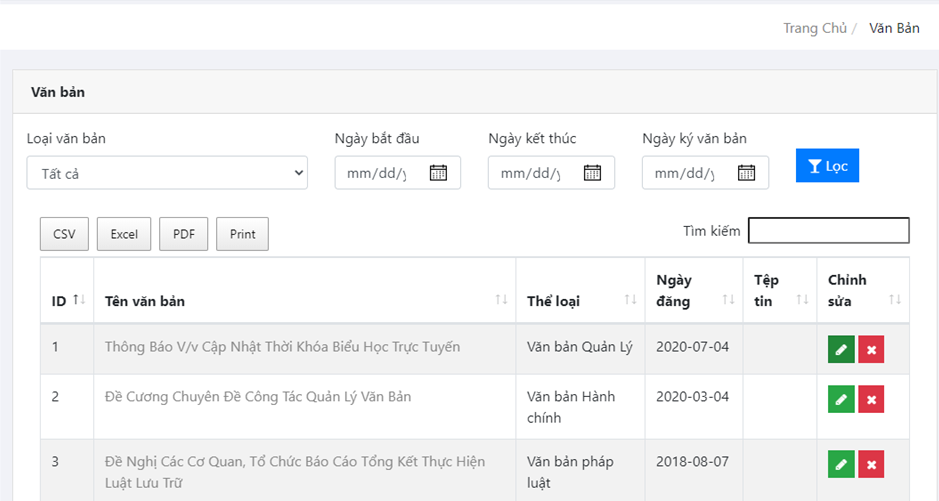 Trang Chủ / Văn Bản
Văn bản
Loại văn bản
Ngày bắt đầu
Ngày kết thúc
Ngày ký văn bản
Tất cả
mm/dd/y
mm/dd/y
mm/dd/y
Lọc
CSV
Excel
PDF
Print
Tìm kiếm
ID
Tên văn bản
Thể loại
Ngày
đăng
Tệp
tin
Chỉnh
sửa
1
Thông Báo V/v Cập Nhật Thời Khóa Biểu Học Trực Tuyến
Văn bản Quản Lý
2020-07-04
2
Đề Cương Chuyên Đề Công Tác Quản Lý Văn Bản
Văn bản Hành
chính
2020-03-04
3
Đề Nghị Các Cơ Quan, Tổ Chức Báo Cáo Tổng Kết Thực Hiện
Luật Lưu Trữ
Văn bản pháp
luật
2018-08-07